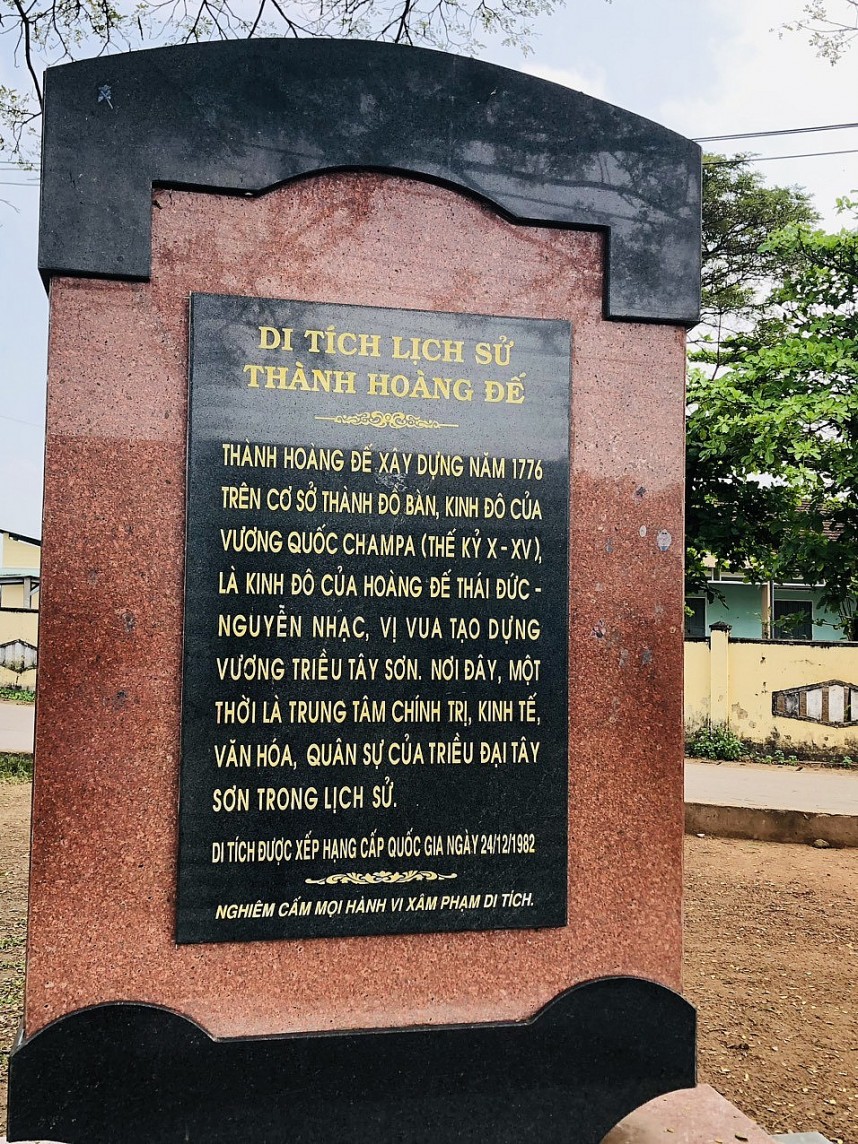 DI TÍCH LỊCH SỬ
THÀNH HOÀNG ĐẾ
THÀNH HOÀNG ĐẾ XÂY DỰNG NĂM 1776
TRÊN CƠ SỞ THÀNH ĐỒ BÀN, KINH ĐÔ CỦA
VƯƠNG QUỐC CHAMPA (THẾ KỶ X - XV),
LÀ KINH ĐÔ CỦA HOÀNG ĐẾ THÁI ĐỨC -
NGUYỄN NHẠC, VỊ VUA TẠO DỰNG
VƯƠNG TRIỀU TÂY SƠN. NƠI ĐÂY, MỘT
THỜI LÀ TRUNG TÂM CHÍNH TRỊ, KINH TẾ,
VĂN HÓA, QUÂN SỰ CỦA TRIỀU ĐẠI TÂY
SƠN TRONG LỊCH SỬ.
DI TÍCH ĐƯỢC XẾP HẠNG CẤP QUỐC GIA NGÀY 24/12/1982
NGHIÊM CẤM MỌI HÀNH VI XÂM PHẠM DI TÍCH.